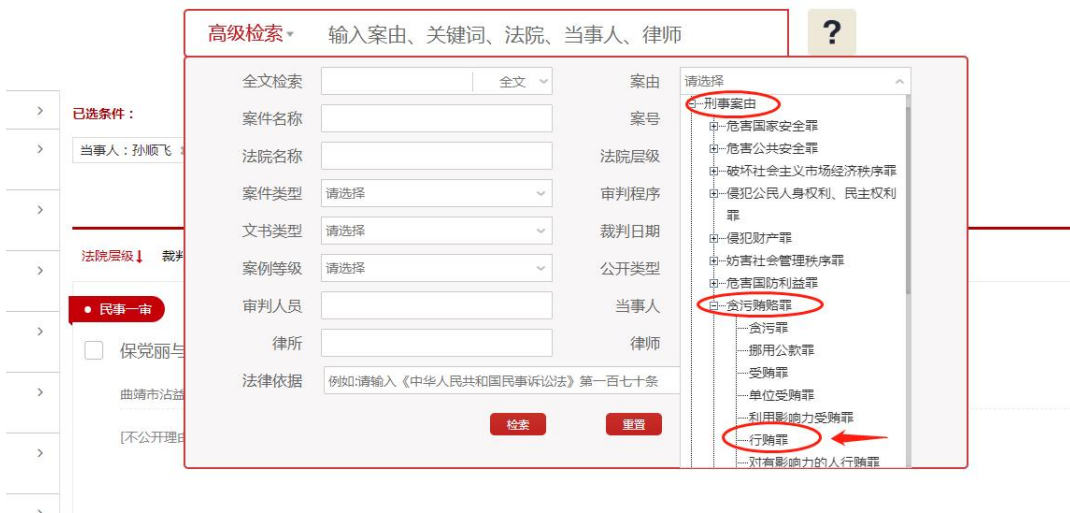 高级检索 输入案由、关键词、法院、当事人、律师 ?
全文检索 全文 案由 请选择
刑事案由
已选条件：
案件名称 案号 危害国家安全罪
危害公共安全罪
当事人：孙顺飞
法院名称 法院层级
破坏社会主义市场经济秩序罪
案件类型 请选择 审判程序 侵犯公民人身权利、民主权利
罪
文书类型 请选择 裁判日期 侵犯财产罪
法院层级 裁判
妨害社会管理秩序罪
案例等级 请选择 公开类型
危害国防利益罪
民事一审
审判人员 当事人 贪污贿赂罪
贪污罪
保党丽与 律所 律师 挪用公款罪
受贿罪
法律依据 例如:请输入《中华人民共和国民事诉讼法》第一百七十条
曲靖市沾益 单位受贿罪
利用影响力受贿罪
检索 重置
[不公开理由 行贿罪
对有影响力的人行贿罪